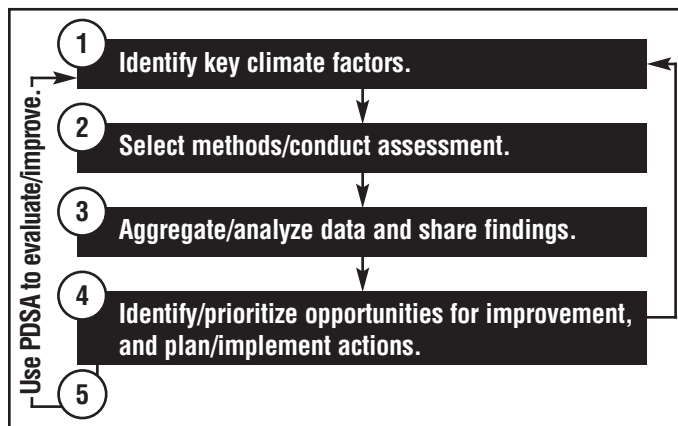 1
Identify key climate factors.
2
Select methods/conduct assessment.
3
Aggregate/analyze data and share findings.
4
Identify/prioritize opportunities for improvement,
and plan/implement actions.
5
Use PDSA to evaluate/improve.